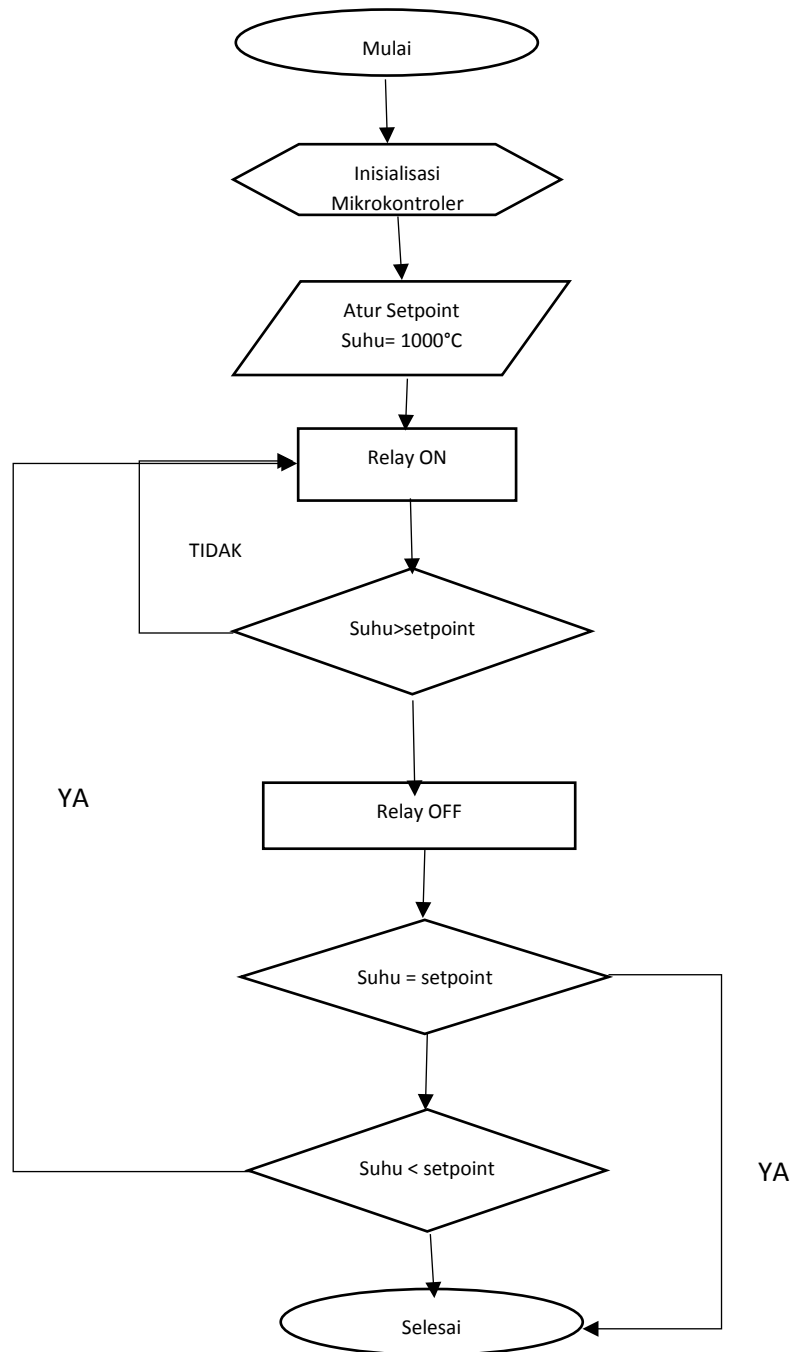 Mulai
Inisialisasi
Mikrokontroler
Atur Setpoint
Suhu= 1000°C
Relay ON
TIDAK
Suhu>setpoint
YA
Relay OFF
Suhu = setpoint
Suhu < setpoint
YA
Selesai